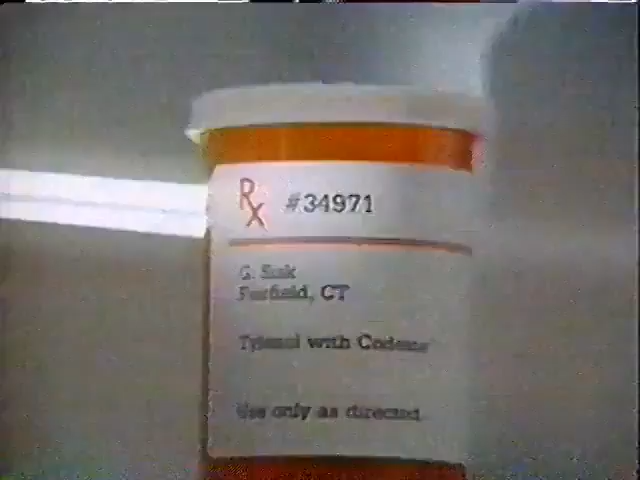 Rx #34971
G. Sisk
Fairfield, CT
Tylenol with Codeine
Use only as directed